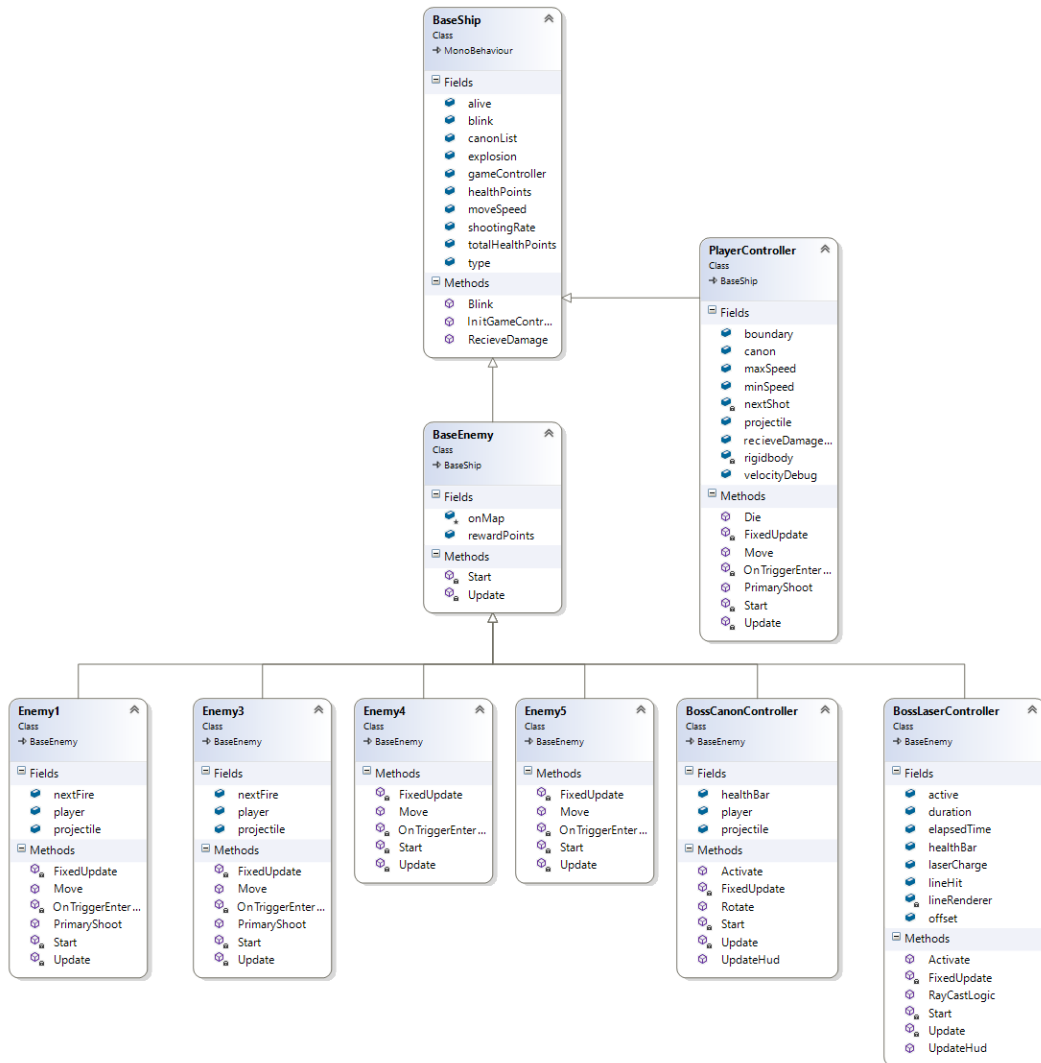 BaseShip
Class
MonoBehaviour
Fields
alive
blink
canonList
explosion
gameController
healthPoints
moveSpeed
shootingRate
totalHealthPoints
type
Methods
Blink
InitGameContr...
RecieveDamage
PlayerController
Class
BaseShip
Fields
boundary
canon
maxSpeed
minSpeed
nextShot
projectile
recieveDamage...
rigidbody
velocityDebug
Methods
Die
FixedUpdate
Move
OnTriggerEnter...
PrimaryShoot
Start
Update
BaseEnemy
Class
BaseShip
Fields
onMap
rewardPoints
Methods
Start
Update
Enemy1
Class
BaseEnemy
Fields
nextFire
player
projectile
Methods
FixedUpdate
Move
OnTriggerEnter...
PrimaryShoot
Start
Update
Enemy3
Class
BaseEnemy
Fields
nextFire
player
projectile
Methods
FixedUpdate
Move
OnTriggerEnter...
PrimaryShoot
Start
Update
Enemy4
Class
BaseEnemy
Methods
FixedUpdate
Move
OnTriggerEnter...
Start
Update
Enemy5
Class
BaseEnemy
Methods
FixedUpdate
Move
OnTriggerEnter...
Start
Update
BossCanonController
Class
BaseEnemy
Fields
healthBar
player
projectile
Methods
Activate
FixedUpdate
Rotate
Start
Update
UpdateHud
BossLaserController
Class
BaseEnemy
Fields
active
duration
elapsedTime
healthBar
laserCharge
lineHit
lineRenderer
offset
Methods
Activate
FixedUpdate
RayCastLogic
Start
Update
UpdateHud